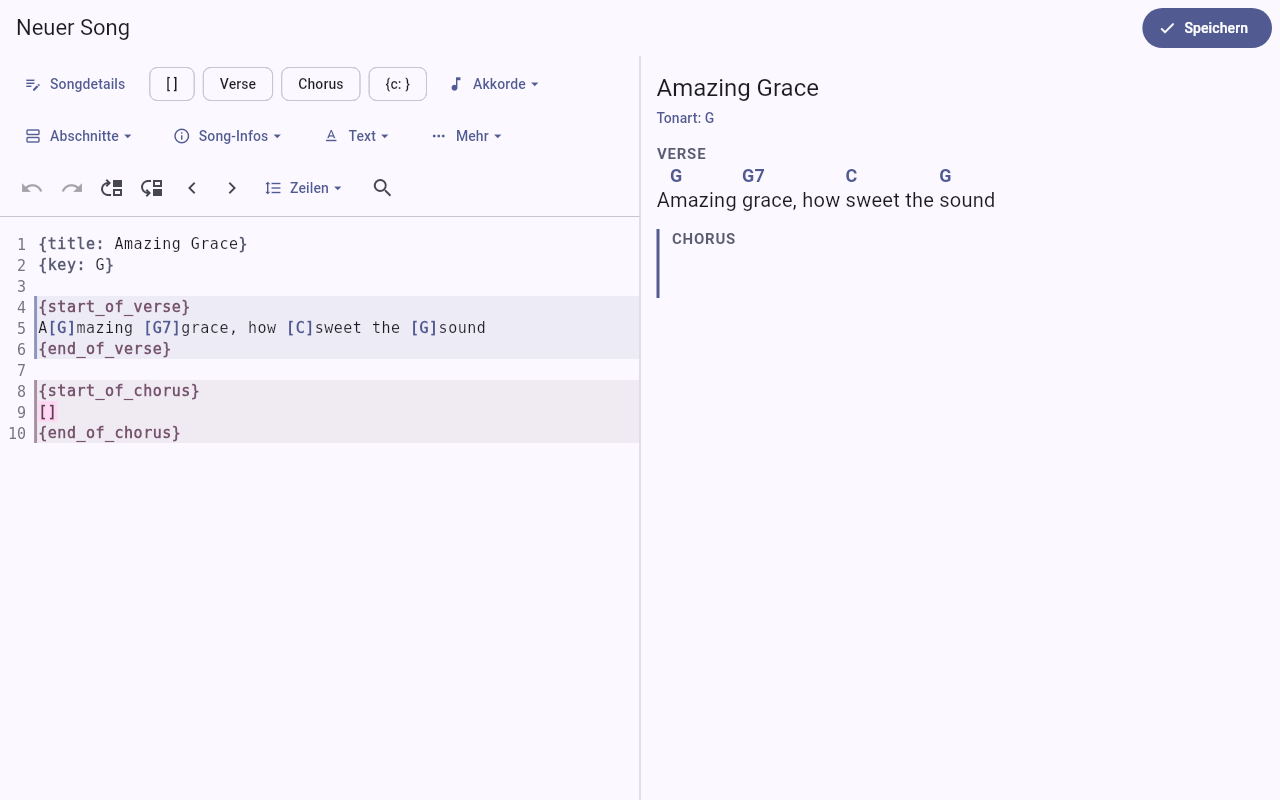 Neuer Song
Speichern
Songdetails [ ] Verse Chorus {c: } Akkorde
Abschnitte Song-Infos Text Mehr
Zeilen
1 {title: Amazing Grace}
2 {key: G}
3
4 {start_of_verse}
5 A[G]mazing [G7]grace, how [C]sweet the [G]sound
6 {end_of_verse}
7
8 {start_of_chorus}
9 []
10 {end_of_chorus}
Amazing Grace
Tonart: G
VERSE
G G7 C G
Amazing grace, how sweet the sound
CHORUS